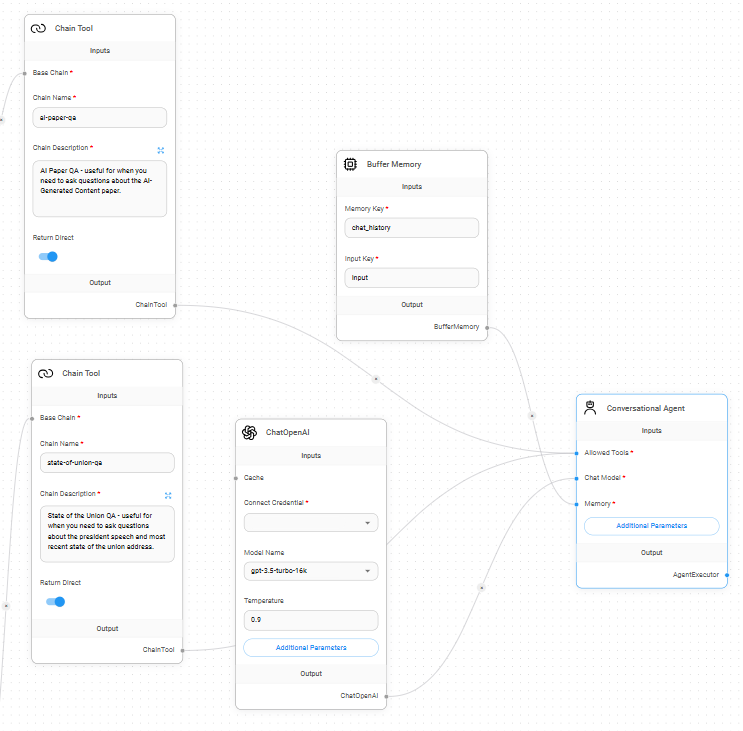 Chain Tool
Inputs
Base Chain *
Chain Name *
ai-paper-qa
Chain Description *
AI Paper QA - useful for when you
need to ask questions about the AI-
Generated Content paper.
Return Direct
Output
ChainTool
Buffer Memory
Inputs
Memory Key *
chat_history
Input Key *
input
Output
BufferMemory
Chain Tool
Inputs
Base Chain *
Chain Name *
state-of-union-qa
Chain Description *
State of the Union QA - useful for
when you need to ask questions
about the president speech and most
recent state of the union address.
Return Direct
Output
ChainTool
ChatOpenAI
Inputs
Cache
Connect Credential *
Model Name
gpt-3.5-turbo-16k
Temperature
0.9
Additional Parameters
Output
ChatOpenAI
Conversational Agent
Inputs
Allowed Tools *
Chat Model *
Memory *
Additional Parameters
Output
AgentExecutor